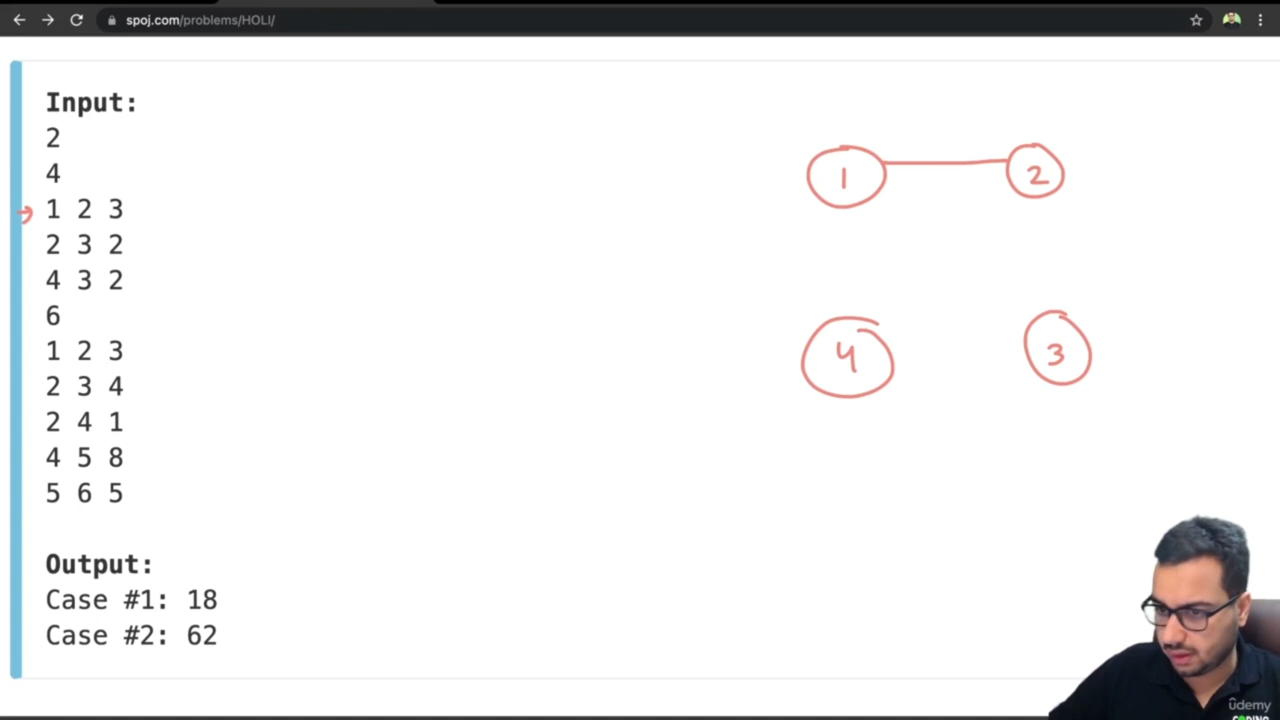 spoj.com/problems/HOLI/
Input:
2
4
1 2 3
2 3 2
4 3 2
6
1 2 3
2 3 4
2 4 1
4 5 8
5 6 5
Output:
Case #1: 18
Case #2: 62
1 2
4 3
ûdemy
CODING